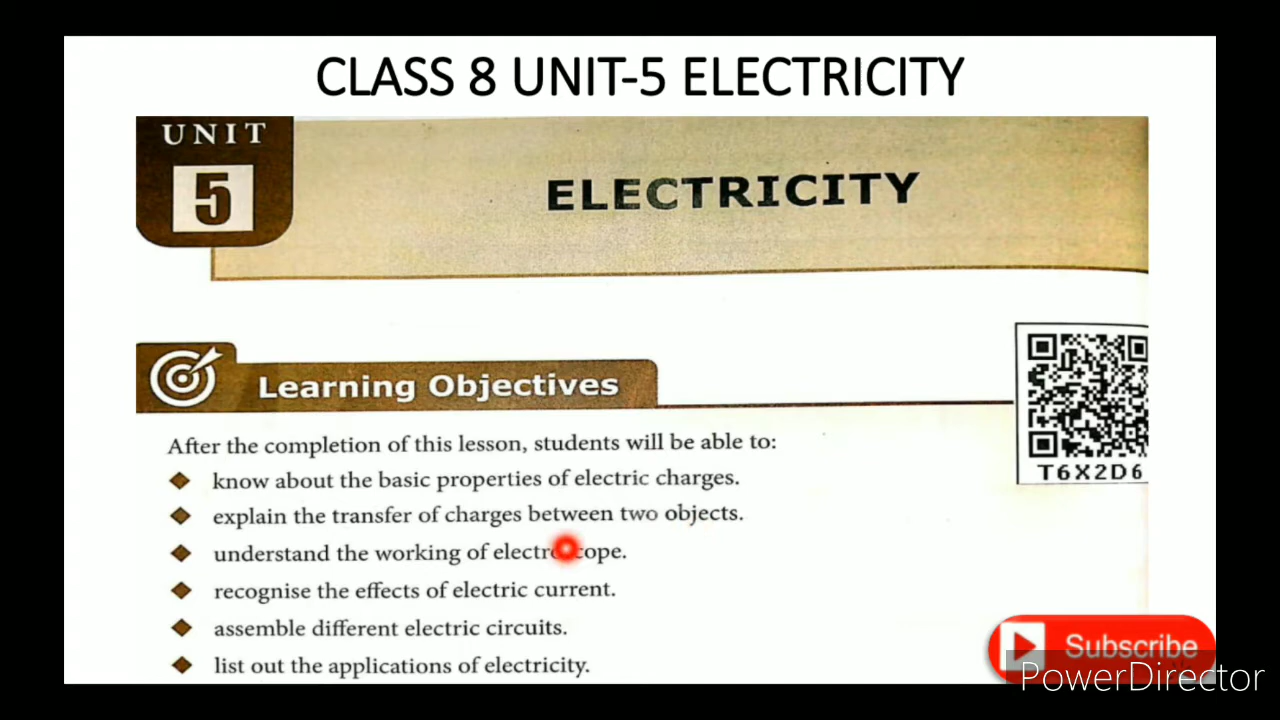 CLASS 8 UNIT-5 ELECTRICITY
UNIT
5
ELECTRICITY
Learning Objectives
T6X2D6
After the completion of this lesson, students will be able to:
know about the basic properties of electric charges.
explain the transfer of charges between two objects.
understand the working of electroscope.
recognise the effects of electric current.
assemble different electric circuits.
list out the applications of electricity.
Subscribe
PowerDirector